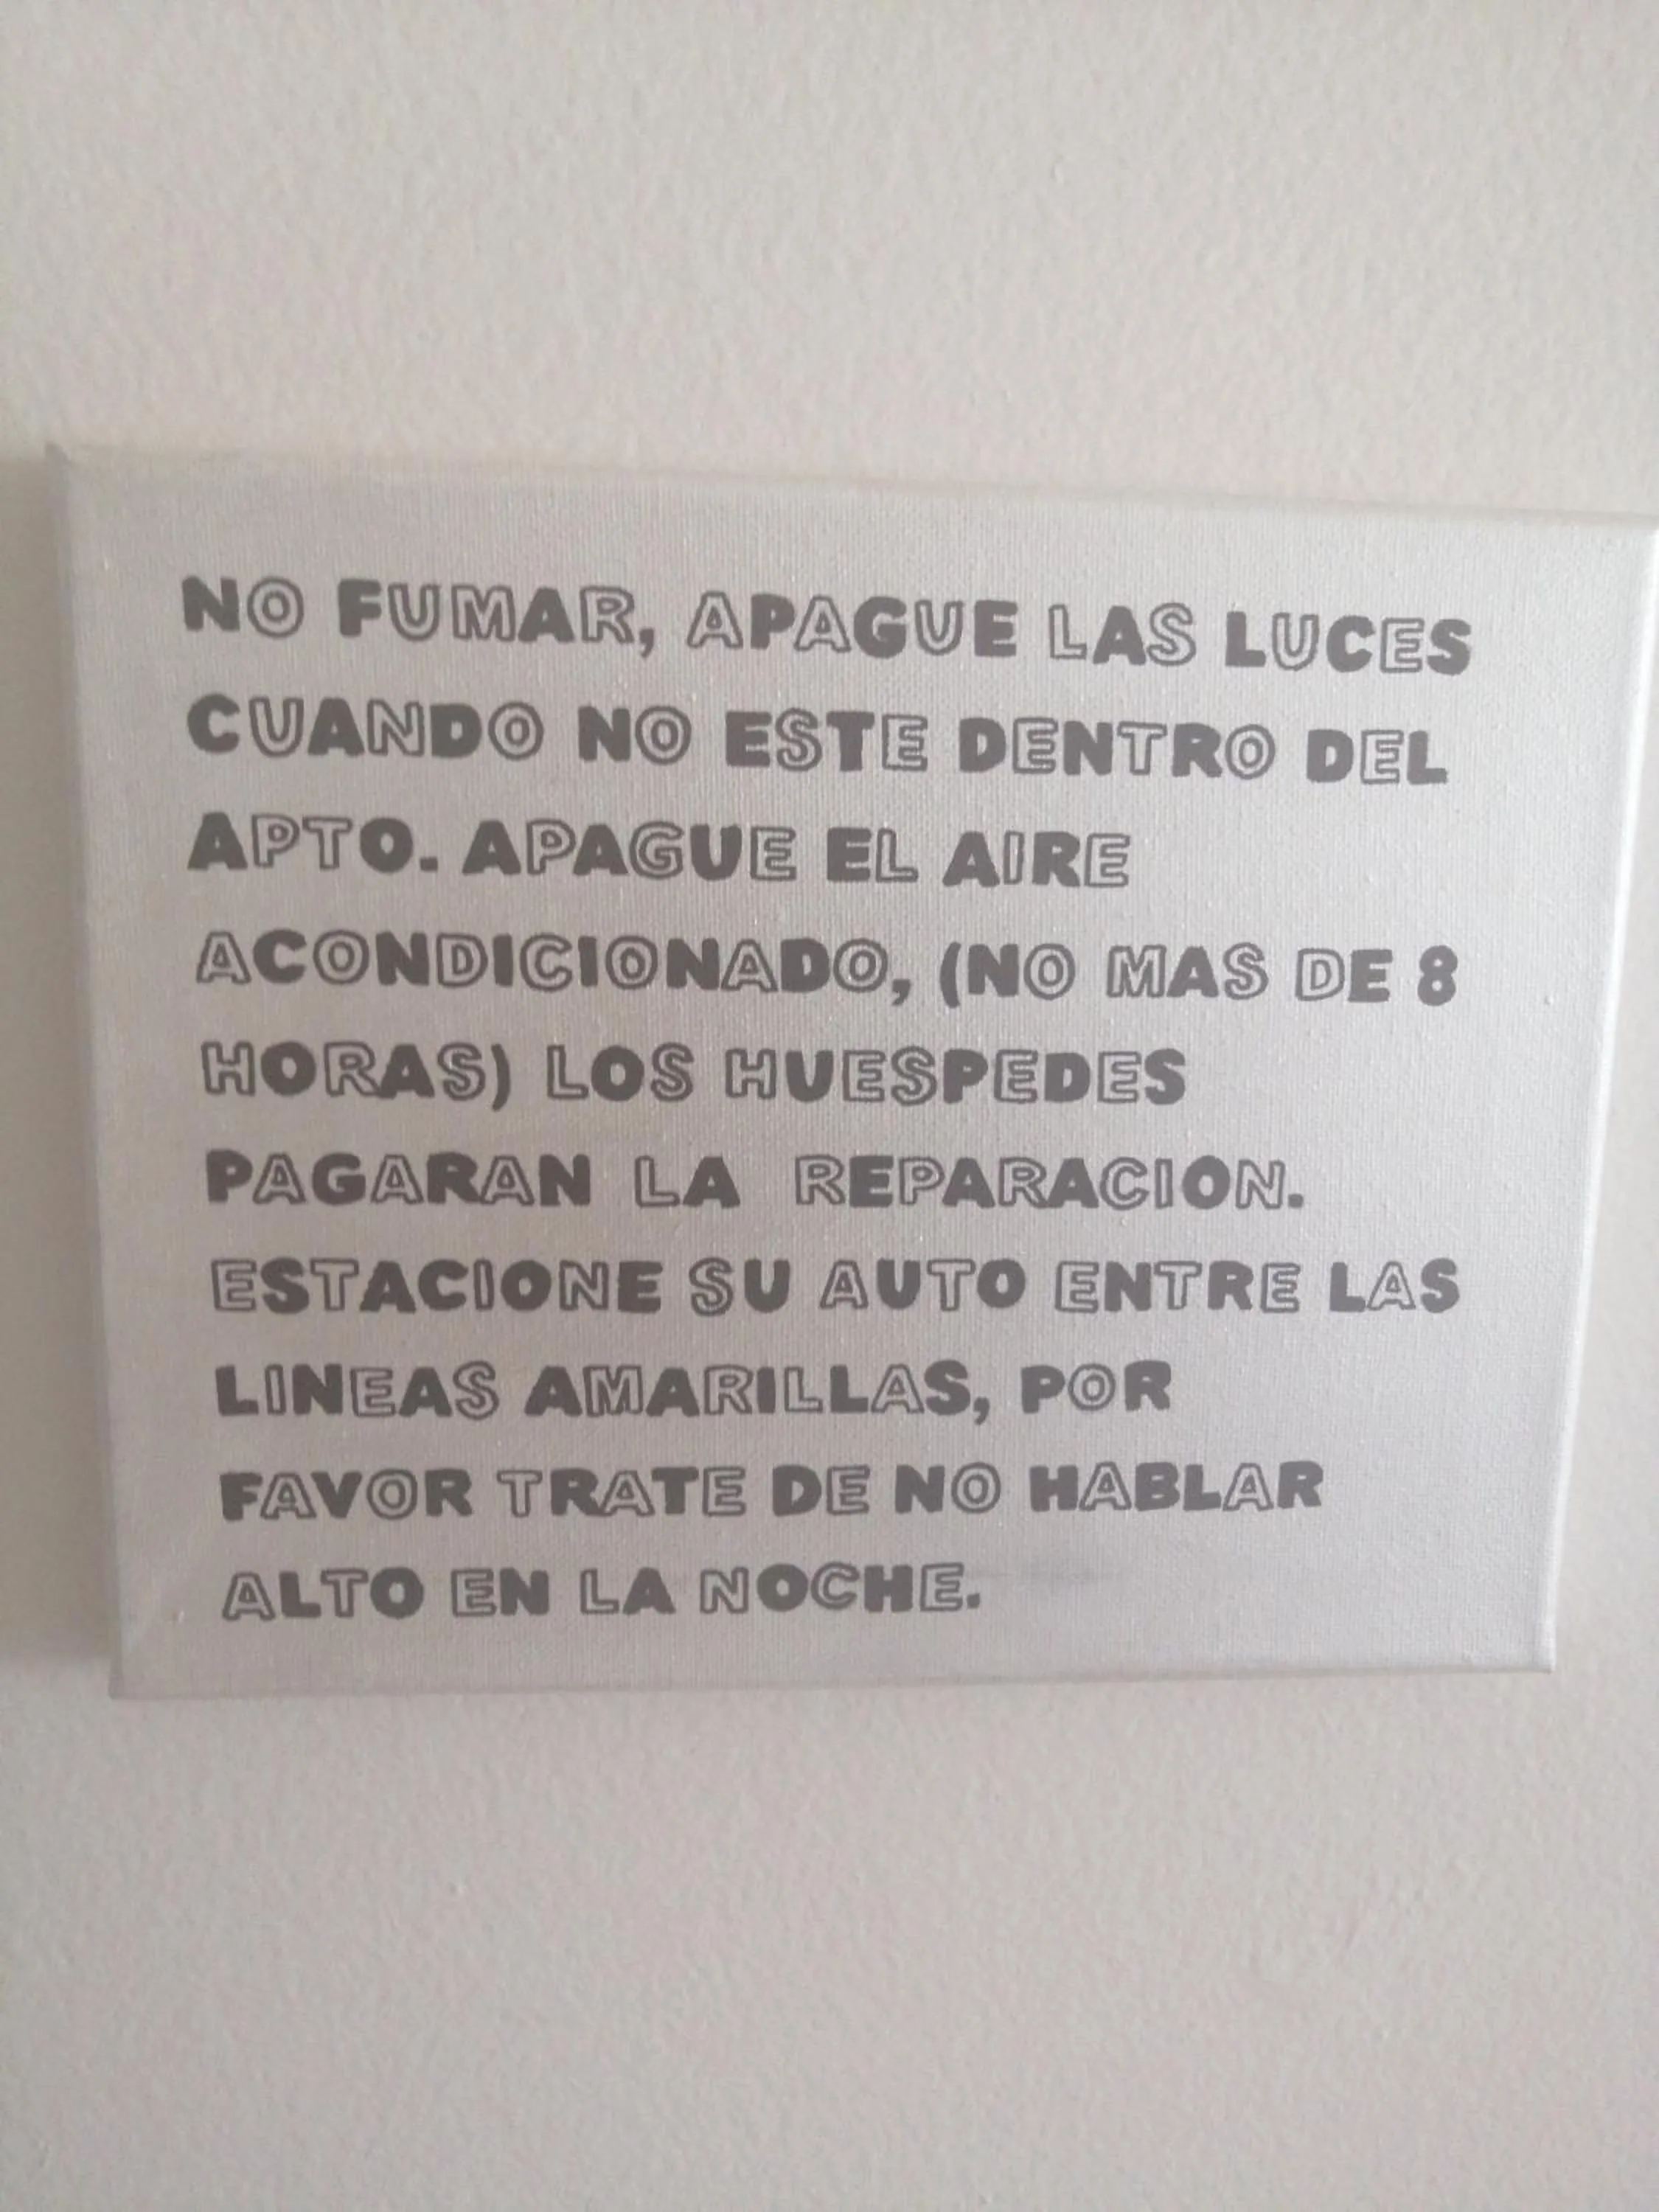 NO FUMAR, APAGUE LAS LUCES
CUANDO NO ESTE DENTRO DEL
APTO. APAGUE EL AIRE
ACONDICIONADO, (NO MAS DE 8
HORAS) LOS HUESPEDES
PAGARAN LA REPARACION.
ESTACIONE SU AUTO ENTRE LAS
LINEAS AMARILLAS, POR
FAVOR TRATE DE NO HABLAR
ALTO EN LA NOCHE.